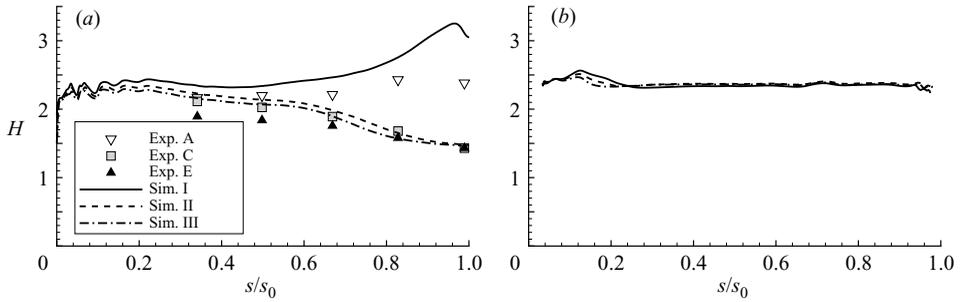 (a)
(b)
3
3
2
2
H
1
1
Exp. A
Exp. C
Exp. E
Sim. I
Sim. II
Sim. III
0 0.2 0.4 0.6 0.8 1.0
0 0.2 0.4 0.6 0.8 1.0
s/s0
s/s0